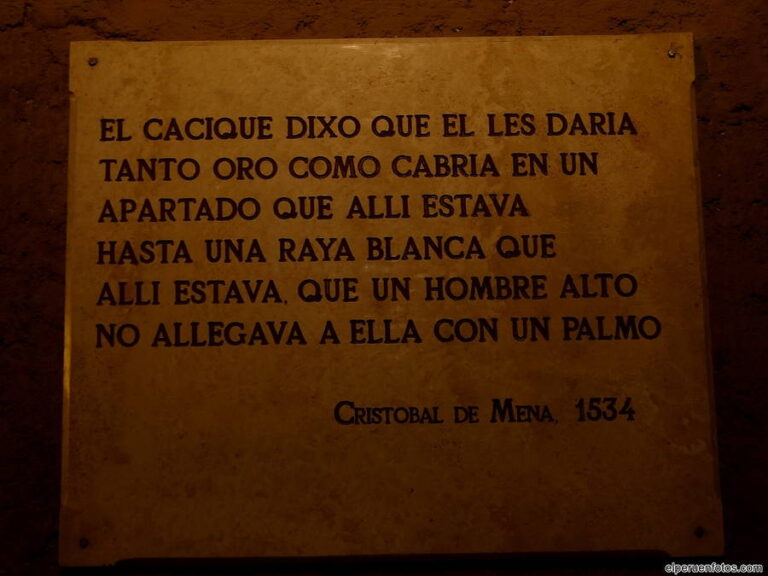 EL CACIQUE DIXO QUE EL LES DARIA
TANTO ORO COMO CABRIA EN UN
APARTADO QUE ALLI ESTAVA
HASTA UNA RAYA BLANCA QUE
ALLI ESTAVA, QUE UN HOMBRE ALTO
NO ALLEGAVA A ELLA CON UN PALMO
CRISTOBAL DE MENA, 1534
elperuenfotos.com